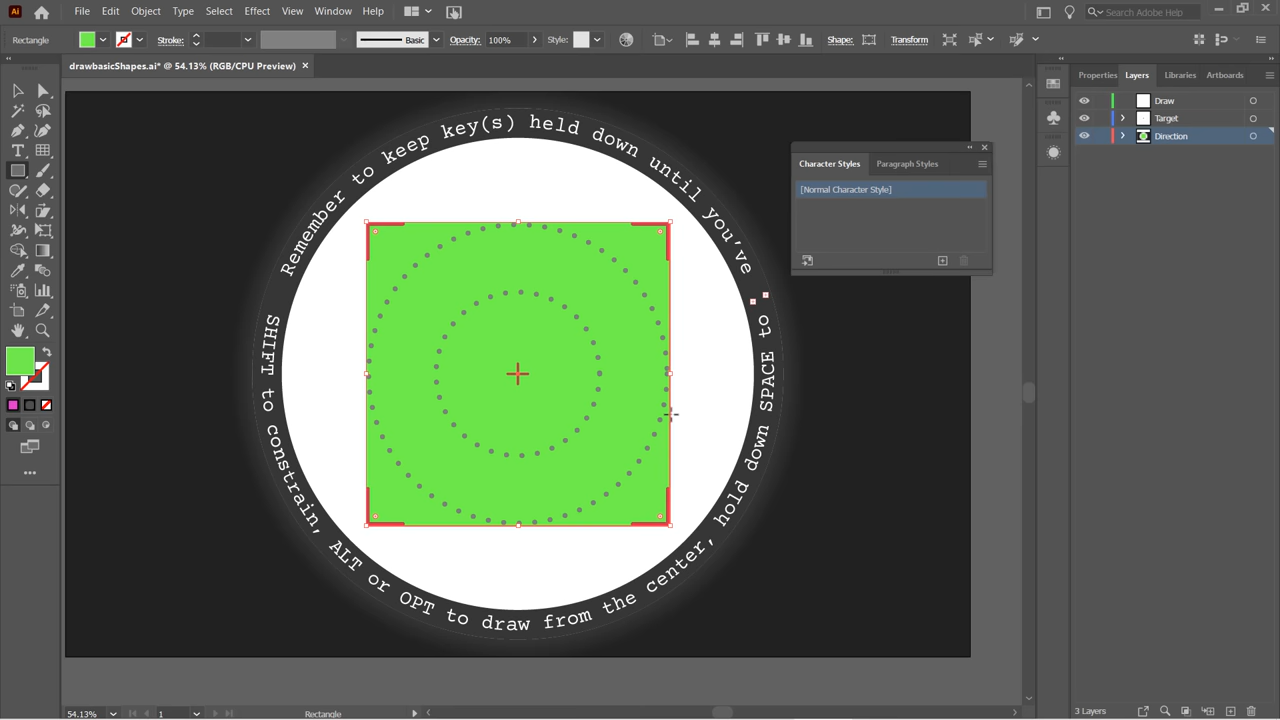 Ai File Edit Object Type Select Effect View Window Help Search Adobe Help
Rectangle Stroke: Basic Opacity: 100% Style: Shape: Transform
drawbasicShapes.ai* @ 54.13% (RGB/CPU Preview)
Properties Layers Libraries Artboards
Draw
Target
Direction
Character Styles Paragraph Styles
[Normal Character Style]
Remember to keep key(s) held down until you've
SHIFT to constrain, ALT or OPT to draw from the center, hold down SPACE to
54.13% 1 Rectangle
3 Layers